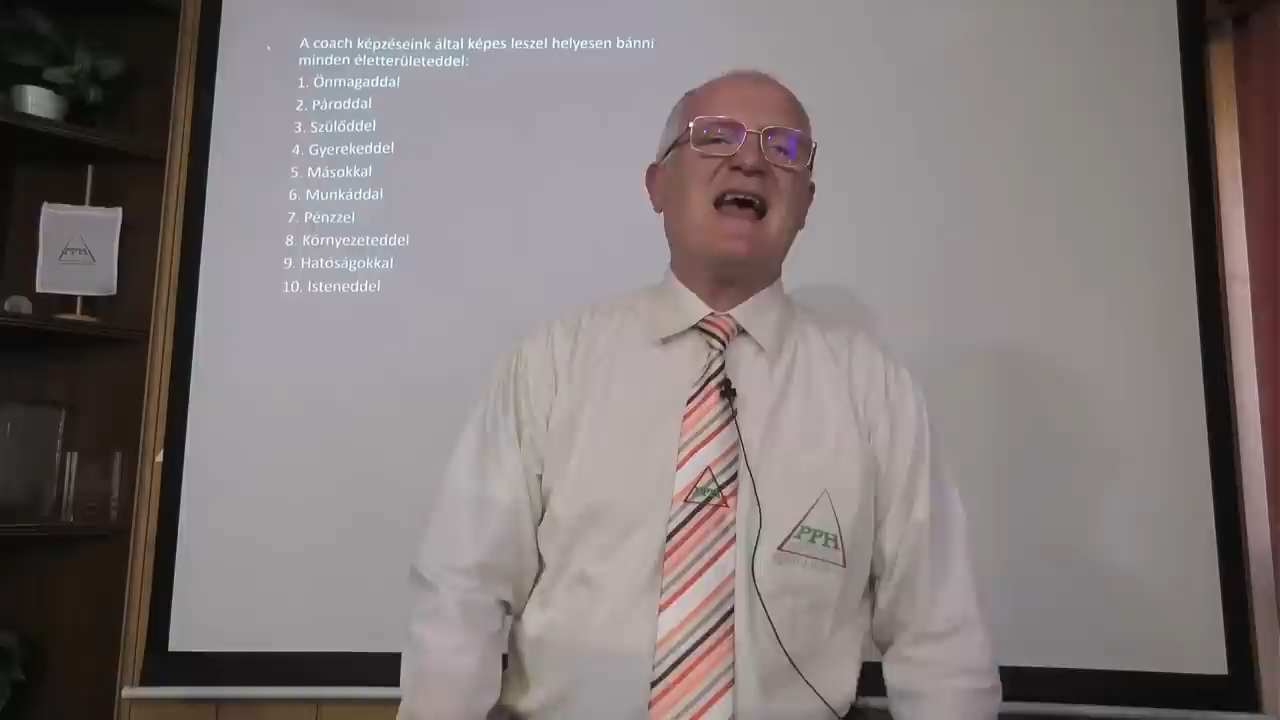 A coach képzéseink által képes leszel helyesen bánni
minden életterületeddel:
1. Önmagaddal
2. Pároddal
3. Szülőddel
4. Gyerekeddel
5. Másokkal
6. Munkáddal
7. Pénzzel
8. Környezeteddel
9. Hatóságokkal
10. Isteneddel
PPH
PPH
PPH